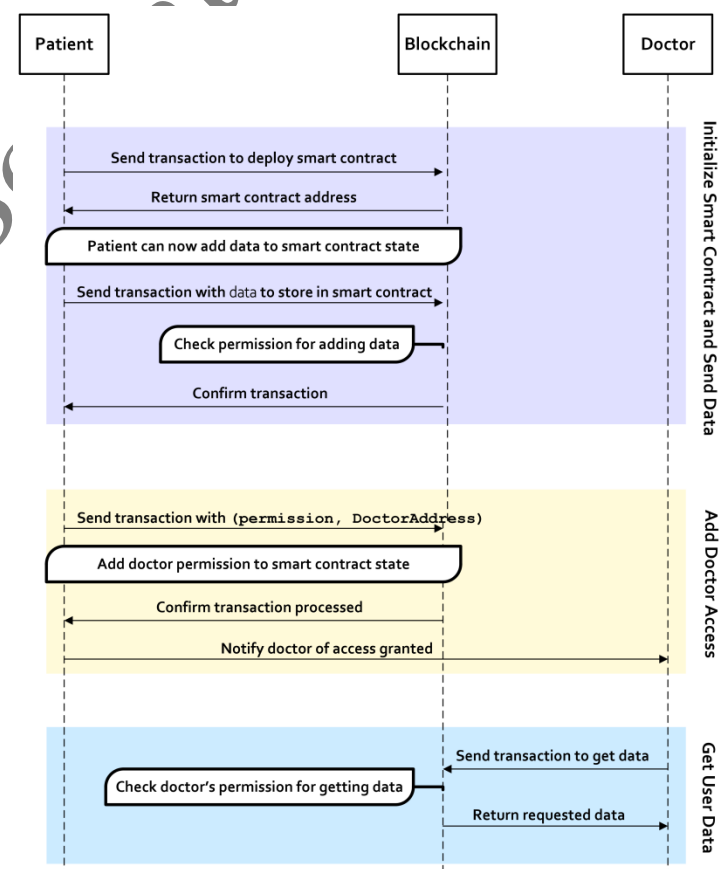 Patient
Blockchain
Doctor
Initialize Smart Contract and Send Data
Send transaction to deploy smart contract
Return smart contract address
Patient can now add data to smart contract state
Send transaction with data to store in smart contract
Check permission for adding data
Confirm transaction
Add Doctor Access
Send transaction with (permission, DoctorAddress)
Add doctor permission to smart contract state
Confirm transaction processed
Notify doctor of access granted
Get User Data
Send transaction to get data
Check doctor's permission for getting data
Return requested data